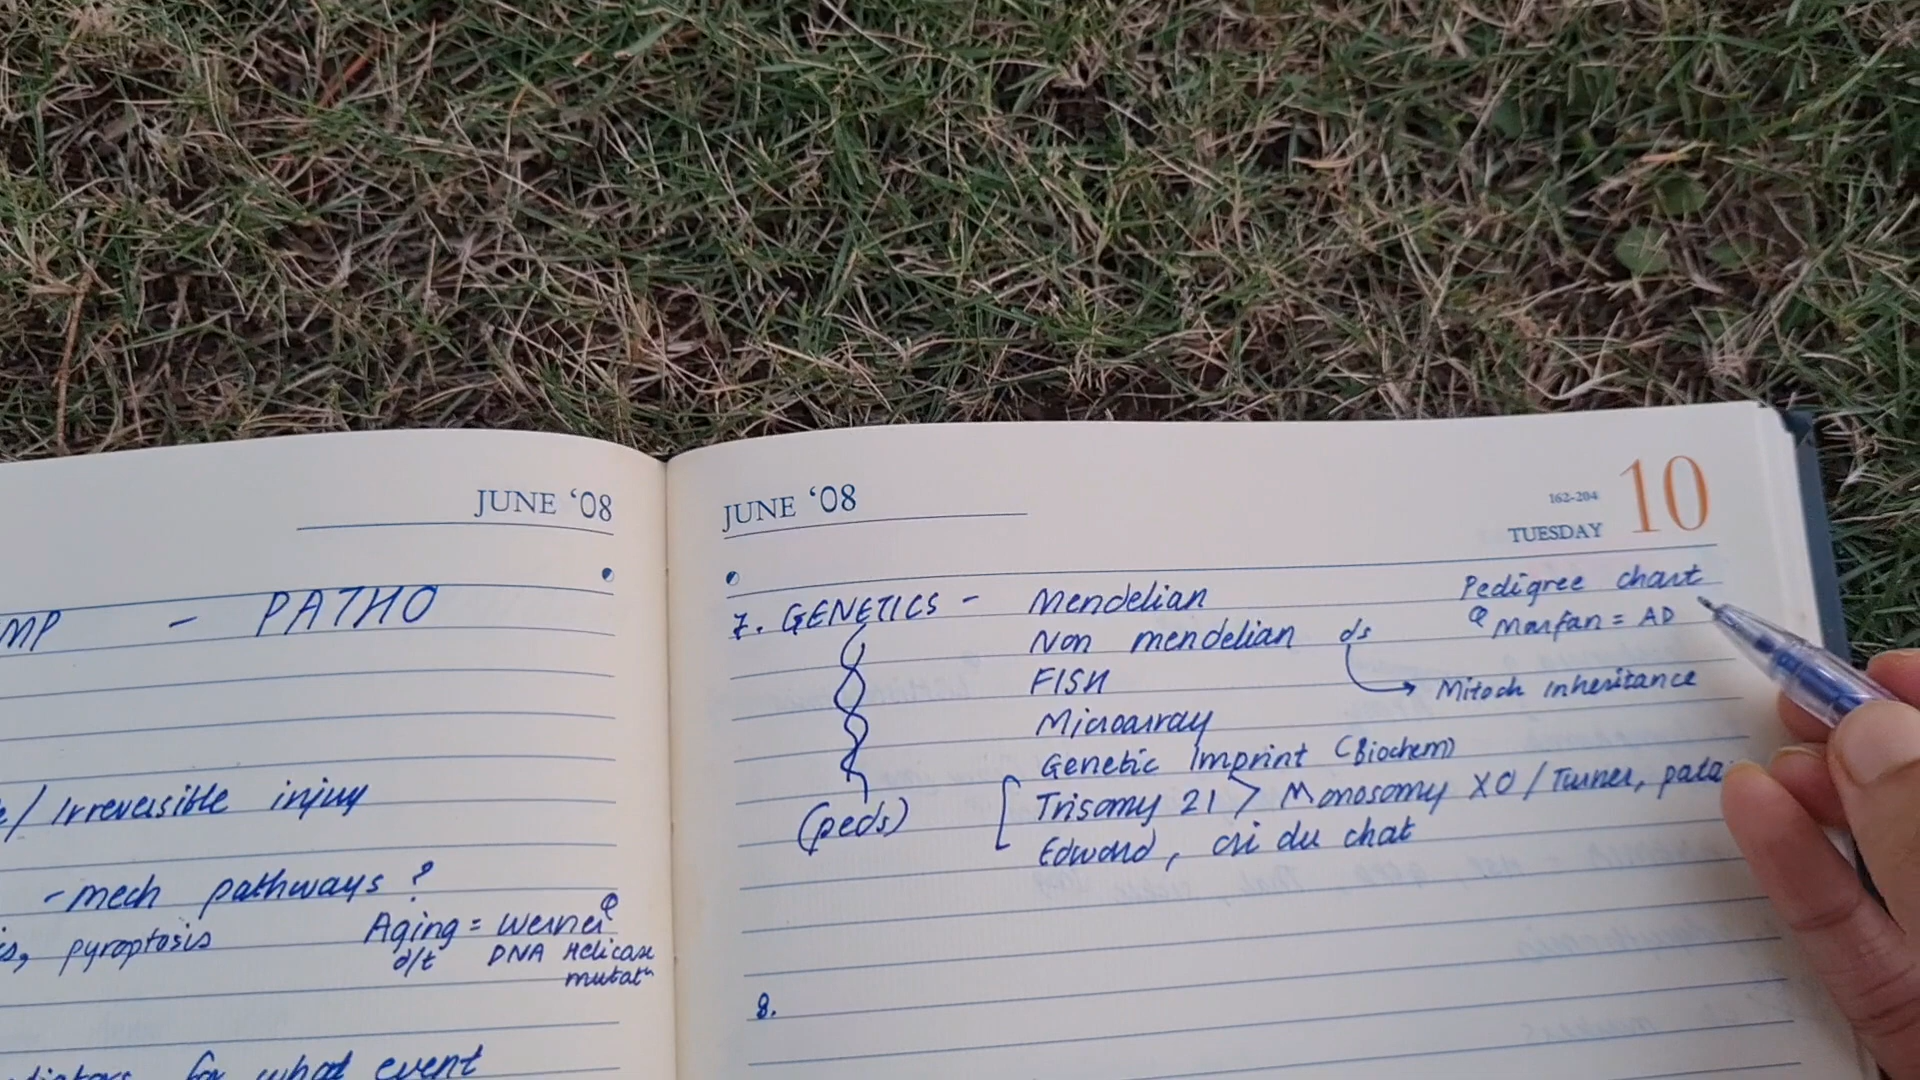 JUNE '08
MP - PATHO
/ Irreversible injury
- mech pathways ?
, pyroptosis
Aging = Werner Q
d/t DNA Helicase
mutatn
for what event
JUNE '08
162-204
TUESDAY
10
7. GENETICS - Mendelian
Pedigree chart
Q Marfan = AD
Non mendelian ds
Mitoch inheritance
FISH
Microarray
Genetic Imprint (Biochem)
Trisomy 21 > Monosomy XO / Turner, pata
(peds)
Edward, cri du chat
8.